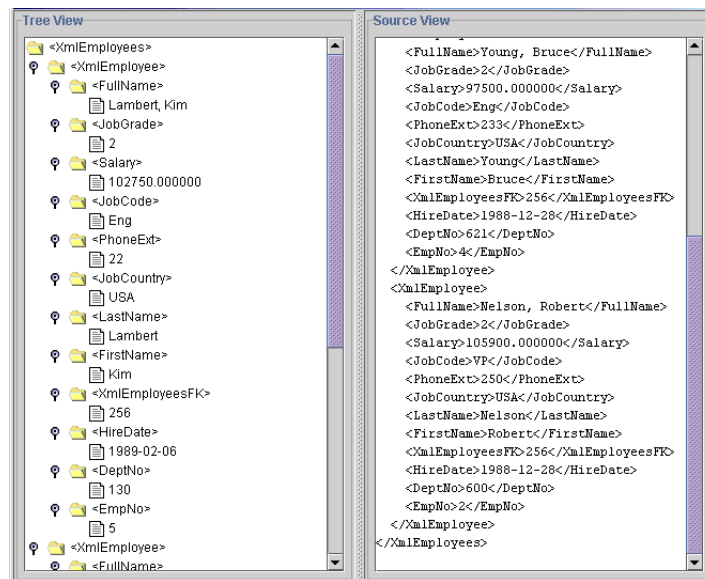 Tree View
<XmlEmployees>
<XmlEmployee>
<FullName>
Lambert, Kim
<JobGrade>
2
<Salary>
102750.000000
<JobCode>
Eng
<PhoneExt>
22
<JobCountry>
USA
<LastName>
Lambert
<FirstName>
Kim
<XmlEmployeesFK>
256
<HireDate>
1989-02-06
<DeptNo>
130
<EmpNo>
5
<XmlEmployee>
<FullName>
Source View
<FullName>Young, Bruce</FullName>
<JobGrade>2</JobGrade>
<Salary>97500.000000</Salary>
<JobCode>Eng</JobCode>
<PhoneExt>233</PhoneExt>
<JobCountry>USA</JobCountry>
<LastName>Young</LastName>
<FirstName>Bruce</FirstName>
<XmlEmployeesFK>256</XmlEmployeesFK>
<HireDate>1988-12-28</HireDate>
<DeptNo>621</DeptNo>
<EmpNo>4</EmpNo>
</XmlEmployee>
<XmlEmployee>
<FullName>Nelson, Robert</FullName>
<JobGrade>2</JobGrade>
<Salary>105900.000000</Salary>
<JobCode>VP</JobCode>
<PhoneExt>250</PhoneExt>
<JobCountry>USA</JobCountry>
<LastName>Nelson</LastName>
<FirstName>Robert</FirstName>
<XmlEmployeesFK>256</XmlEmployeesFK>
<HireDate>1988-12-28</HireDate>
<DeptNo>600</DeptNo>
<EmpNo>2</EmpNo>
</XmlEmployee>
</XmlEmployees>